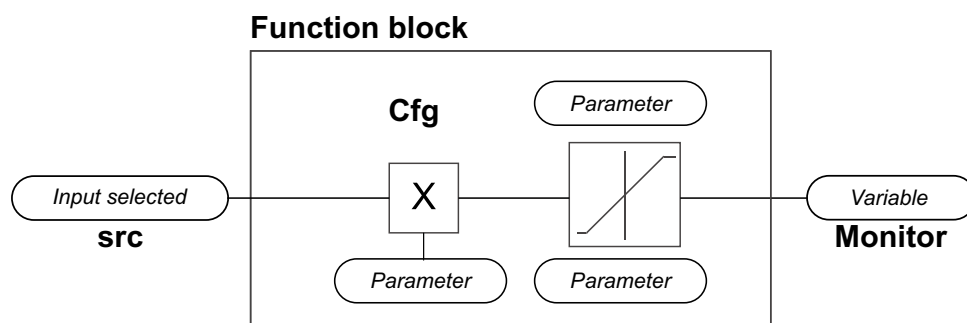 Function block
Parameter
Cfg
Input selected
X
Variable
src
Monitor
Parameter
Parameter